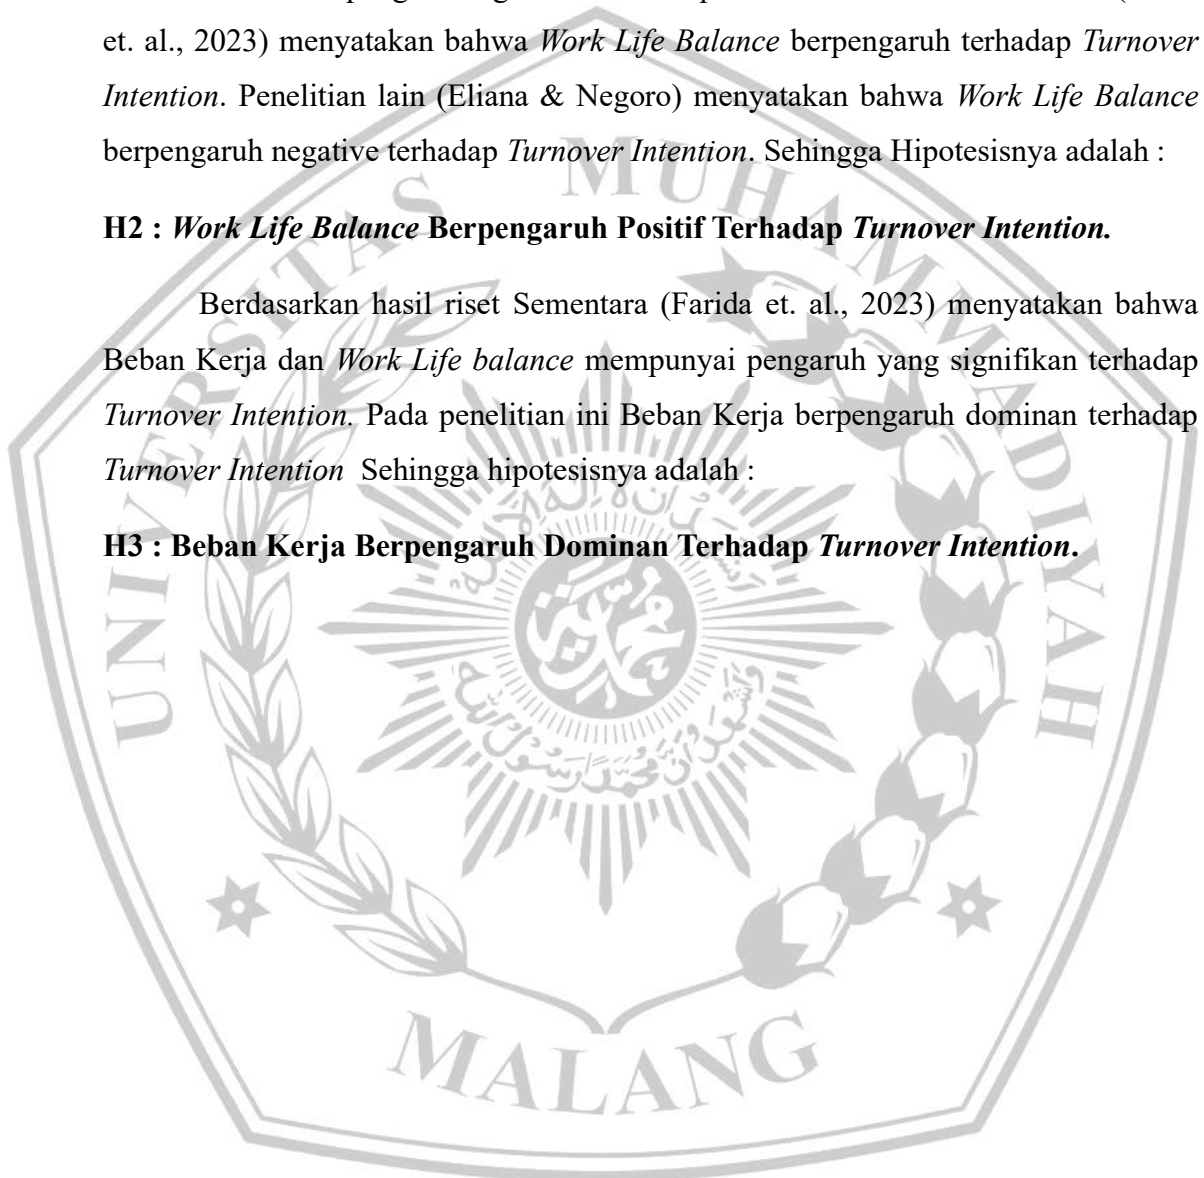 et. al., 2023) menyatakan bahwa Work Life Balance berpengaruh terhadap Turnover
Intention. Penelitian lain (Eliana & Negoro) menyatakan bahwa Work Life Balance
berpengaruh negative terhadap Turnover Intention. Sehingga Hipotesisnya adalah :
H2 : Work Life Balance Berpengaruh Positif Terhadap Turnover Intention.
Berdasarkan hasil riset Sementara (Farida et. al., 2023) menyatakan bahwa
Beban Kerja dan Work Life balance mempunyai pengaruh yang signifikan terhadap
Turnover Intention. Pada penelitian ini Beban Kerja berpengaruh dominan terhadap
Turnover Intention Sehingga hipotesisnya adalah :
H3 : Beban Kerja Berpengaruh Dominan Terhadap Turnover Intention.
UNIVERSITAS MUHAMMADIYAH
MALANG